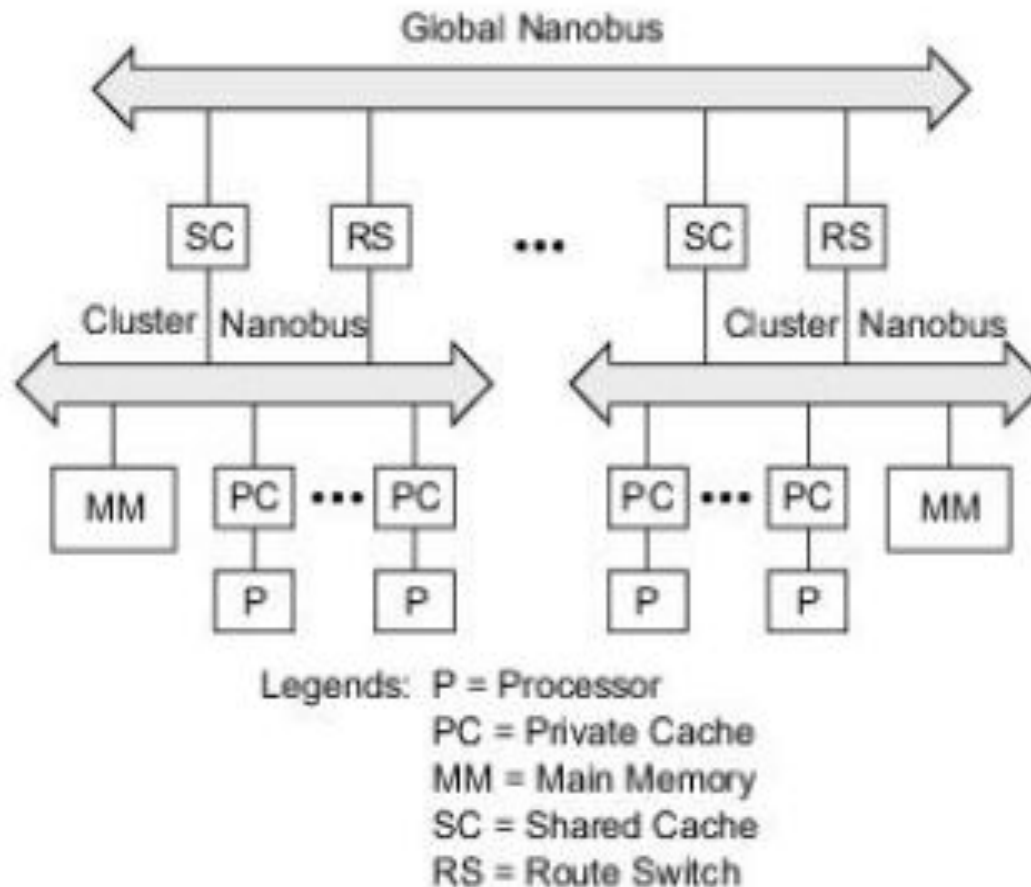 Global Nanobus
SC RS ••• SC RS
Cluster Nanobus Cluster Nanobus
MM PC ••• PC PC ••• PC MM
P P P P
Legends: P = Processor
PC = Private Cache
MM = Main Memory
SC = Shared Cache
RS = Route Switch